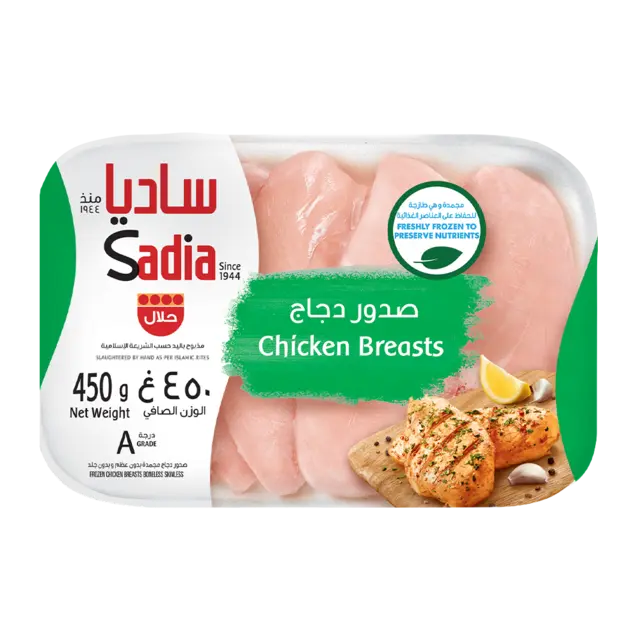 ساديا
منذ
١٩٤٤
Sadia
Since
1944
حلال
مذبوح باليد حسب الشريعة الإسلامية
SLAUGHTERED BY HAND AS PER ISLAMIC RITES
450 g ٤٥٠ غ
Net Weight الوزن الصافي
A درجة
GRADE
صدور دجاج مجمدة بدون عظم وبدون جلد
FROZEN CHICKEN BREASTS BONELESS SKINLESS
مجمدة وهي طازجة
للحفاظ على العناصر الغذائية
FRESHLY FROZEN TO
PRESERVE NUTRIENTS
صدور دجاج
Chicken Breasts